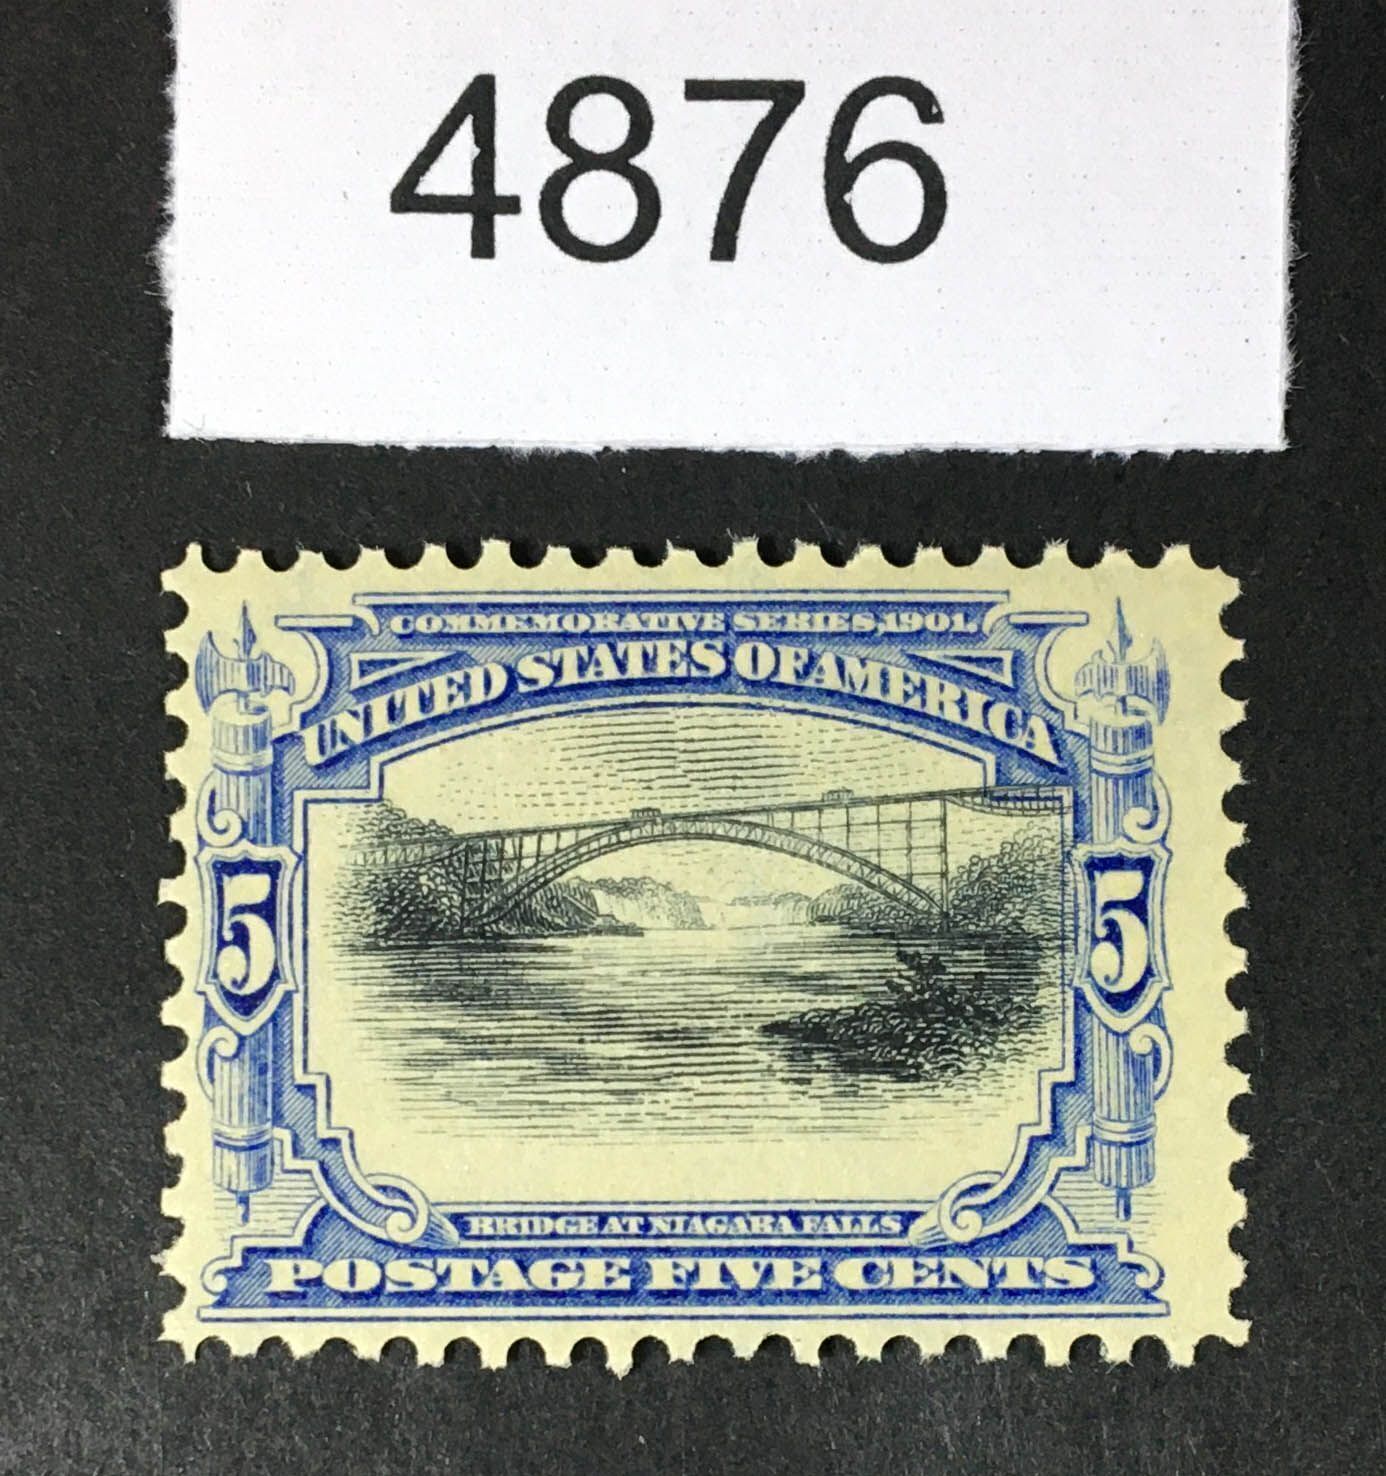 4876
COMMEMORATIVE SERIES, 1901.
UNITED STATES OF AMERICA
5 5
BRIDGE AT NIAGARA FALLS
POSTAGE FIVE CENTS